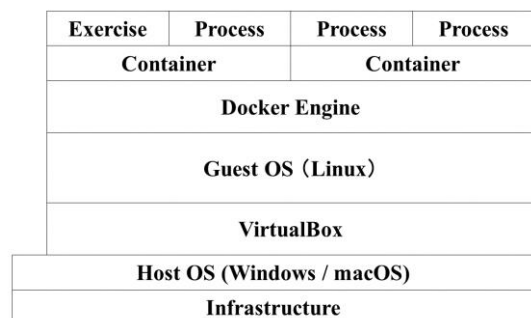 Exercise Process Process Process
Container Container
Docker Engine
Guest OS（Linux）
VirtualBox
Host OS (Windows / macOS)
Infrastructure